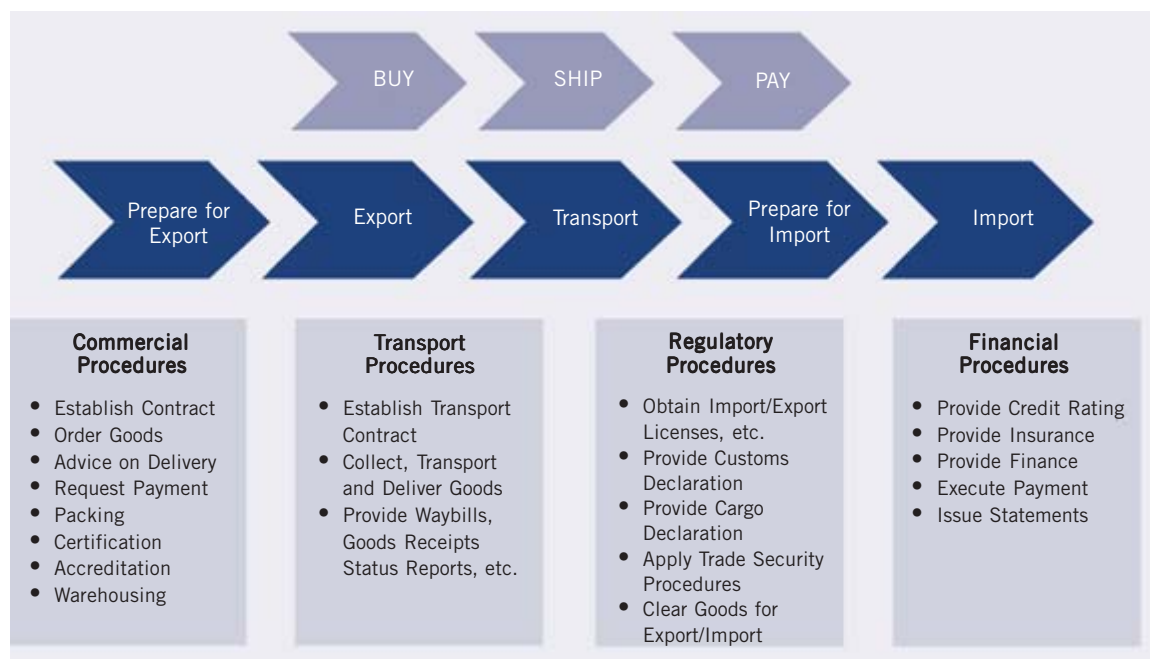 BUY
SHIP
PAY
Prepare for
Export
Export
Transport
Prepare for
Import
Import
Commercial
Procedures
• Establish Contract
• Order Goods
• Advice on Delivery
• Request Payment
• Packing
• Certification
• Accreditation
• Warehousing
Transport
Procedures
• Establish Transport
Contract
• Collect, Transport
and Deliver Goods
• Provide Waybills,
Goods Receipts
Status Reports, etc.
Regulatory
Procedures
• Obtain Import/Export
Licenses, etc.
• Provide Customs
Declaration
• Provide Cargo
Declaration
• Apply Trade Security
Procedures
• Clear Goods for
Export/Import
Financial
Procedures
• Provide Credit Rating
• Provide Insurance
• Provide Finance
• Execute Payment
• Issue Statements